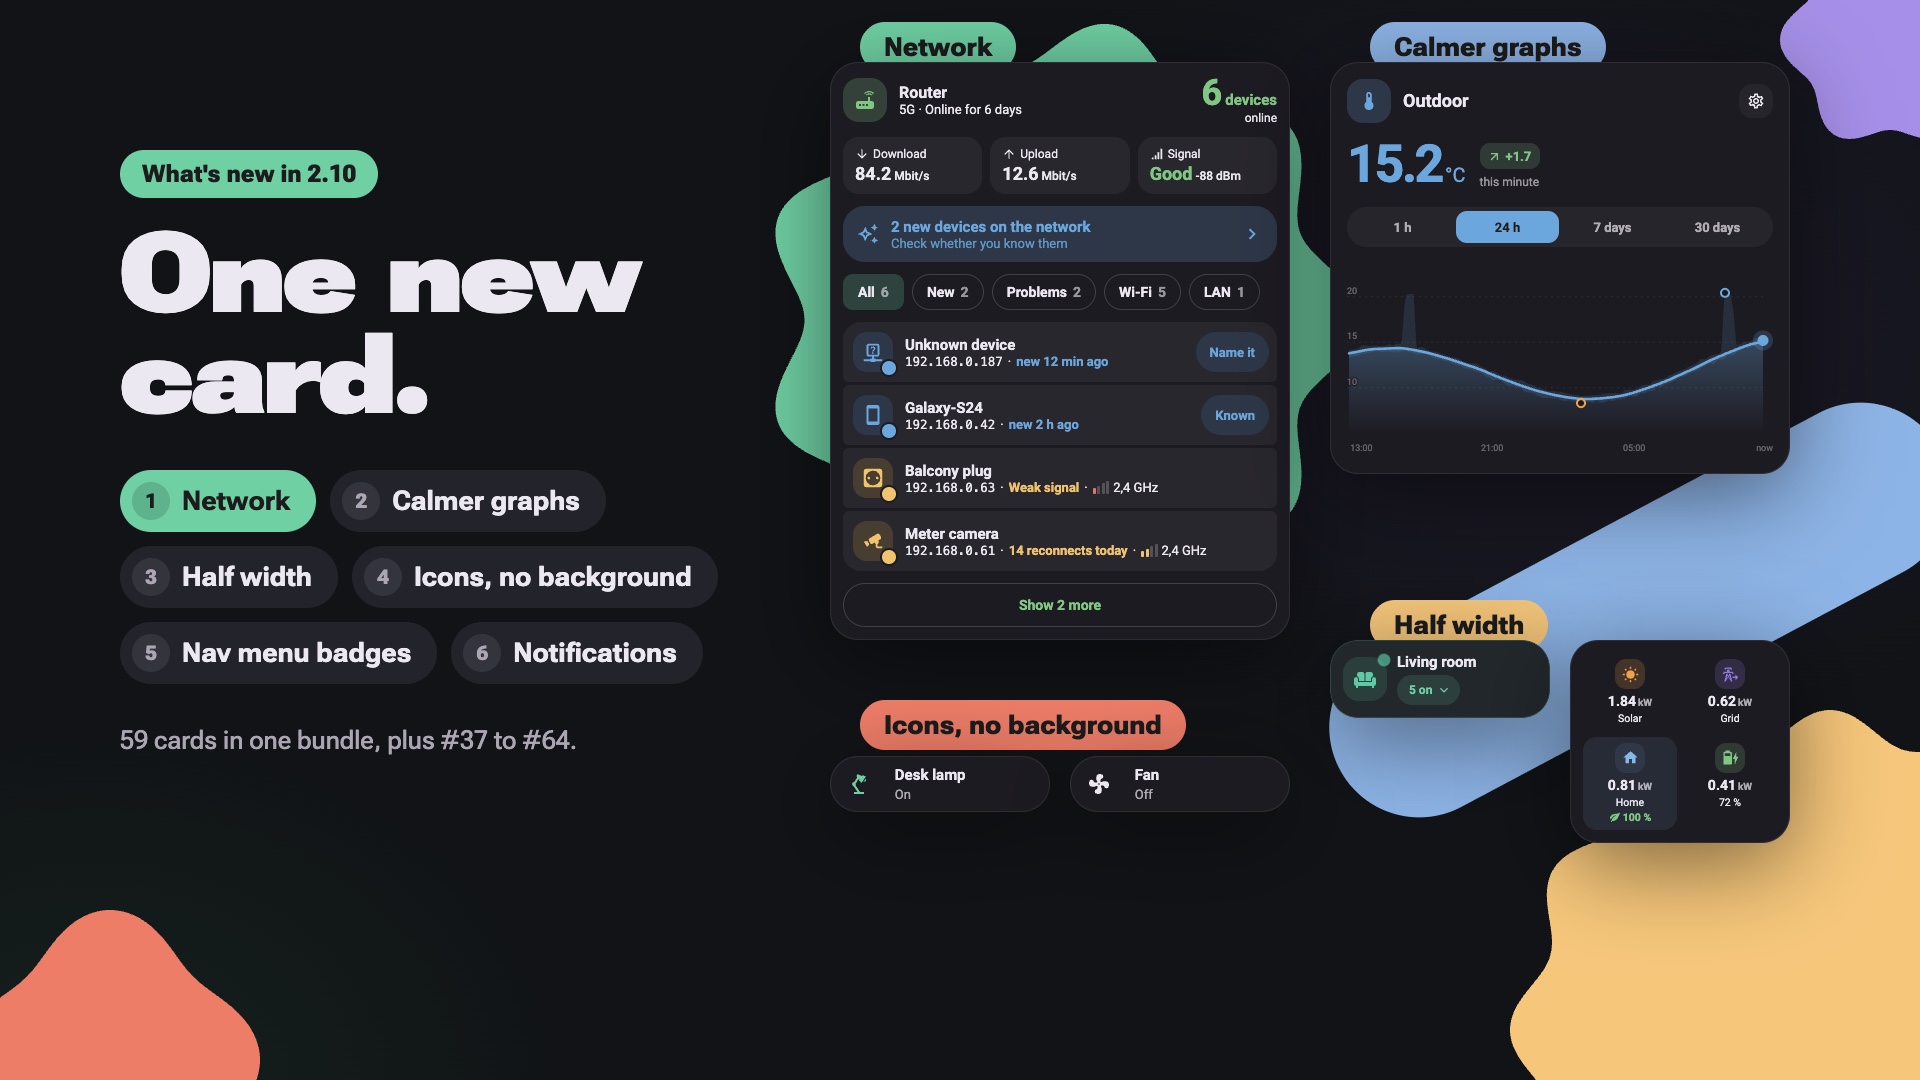 What's new in 2.10
One new
card.
1 Network
2 Calmer graphs
3 Half width
4 Icons, no background
5 Nav menu badges
6 Notifications
59 cards in one bundle, plus #37 to #64.
Network
Router
5G · Online for 6 days
6 devices
online
Download
84.2 Mbit/s
Upload
12.6 Mbit/s
Signal
Good -88 dBm
2 new devices on the network
Check whether you know them
All 6
New 2
Problems 2
Wi-Fi 5
LAN 1
Unknown device
192.168.0.187 · new 12 min ago
Name it
Galaxy-S24
192.168.0.42 · new 2 h ago
Known
Balcony plug
192.168.0.63 · Weak signal · 2,4 GHz
Meter camera
192.168.0.61 · 14 reconnects today · 2,4 GHz
Show 2 more
Icons, no background
Desk lamp
On
Fan
Off
Calmer graphs
Outdoor
15.2 °C
+1.7
this minute
1 h
24 h
7 days
30 days
20
15
10
13:00
21:00
05:00
now
Half width
Living room
5 on
1.84 kW
Solar
0.62 kW
Grid
0.81 kW
Home
100 %
0.41 kW
72 %